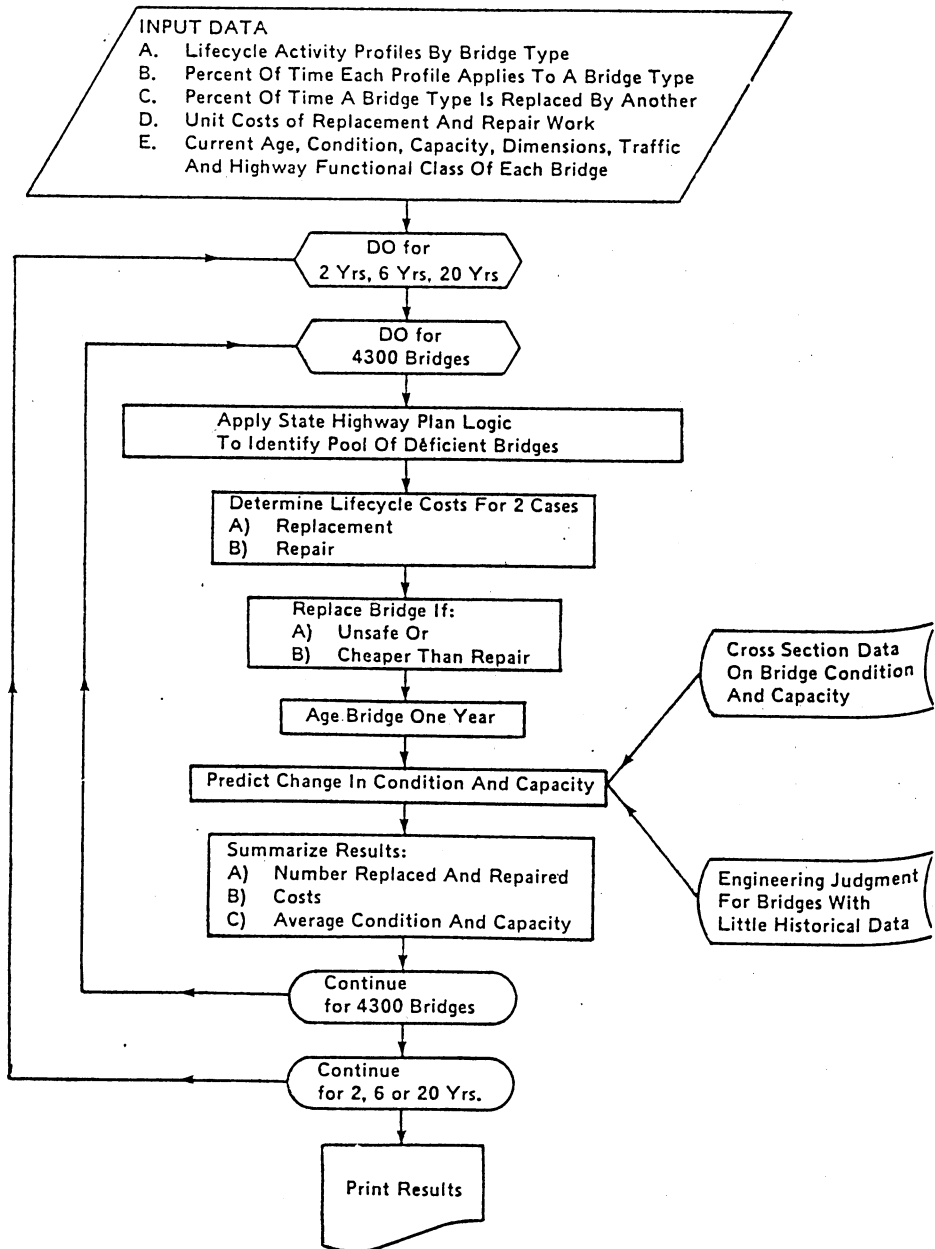 INPUT DATA
A. Lifecycle Activity Profiles By Bridge Type
B. Percent Of Time Each Profile Applies To A Bridge Type
C. Percent Of Time A Bridge Type Is Replaced By Another
D. Unit Costs of Replacement And Repair Work
E. Current Age, Condition, Capacity, Dimensions, Traffic
And Highway Functional Class Of Each Bridge
DO for
2 Yrs, 6 Yrs, 20 Yrs
DO for
4300 Bridges
Apply State Highway Plan Logic
To Identify Pool Of Deficient Bridges
Determine Lifecycle Costs For 2 Cases
A) Replacement
B) Repair
Replace Bridge If:
A) Unsafe Or
B) Cheaper Than Repair
Age Bridge One Year
Predict Change In Condition And Capacity
Cross Section Data
On Bridge Condition
And Capacity
Engineering Judgment
For Bridges With
Little Historical Data
Summarize Results:
A) Number Replaced And Repaired
B) Costs
C) Average Condition And Capacity
Continue
for 4300 Bridges
Continue
for 2, 6 or 20 Yrs.
Print Results